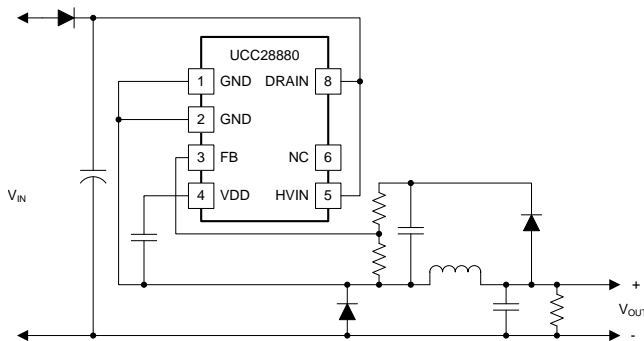 UCC28880
1 GND DRAIN 8
2 GND
3 FB NC 6
4 VDD HVIN 5
VIN
+
VOUT
-